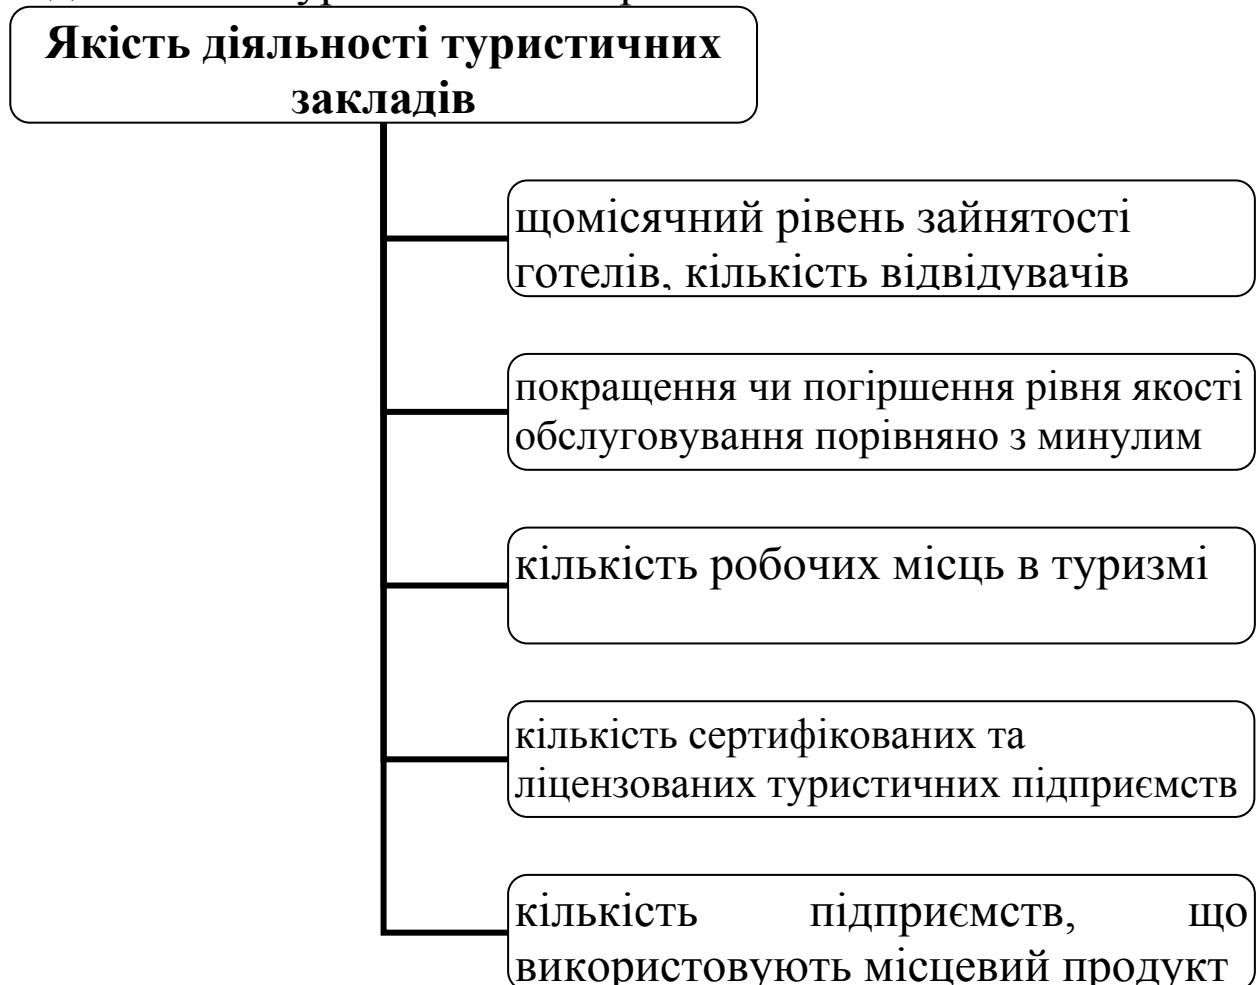 Якість діяльності туристичних
закладів
щомісячний рівень зайнятості
готелів, кількість відвідувачів
покращення чи погіршення рівня якості
обслуговування порівняно з минулим
кількість робочих місць в туризмі
кількість сертифікованих та
ліцензованих туристичних підприємств
кількість підприємств, що
використовують місцевий продукт